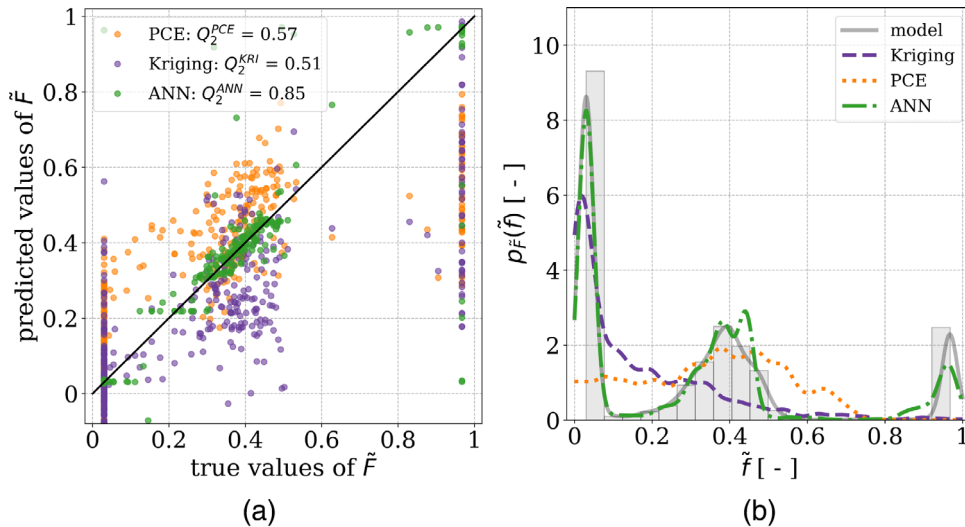 1
0.8
0.6
0.4
0.2
0
predicted values of F̃
PCE: Q₂^PCE = 0.57
Kriging: Q₂^KRI = 0.51
ANN: Q₂^ANN = 0.85
0 0.2 0.4 0.6 0.8 1
true values of F̃
(a)
10
8
6
4
2
0
p_F̃(f̃) [ - ]
model
Kriging
PCE
ANN
0 0.2 0.4 0.6 0.8 1
f̃ [ - ]
(b)